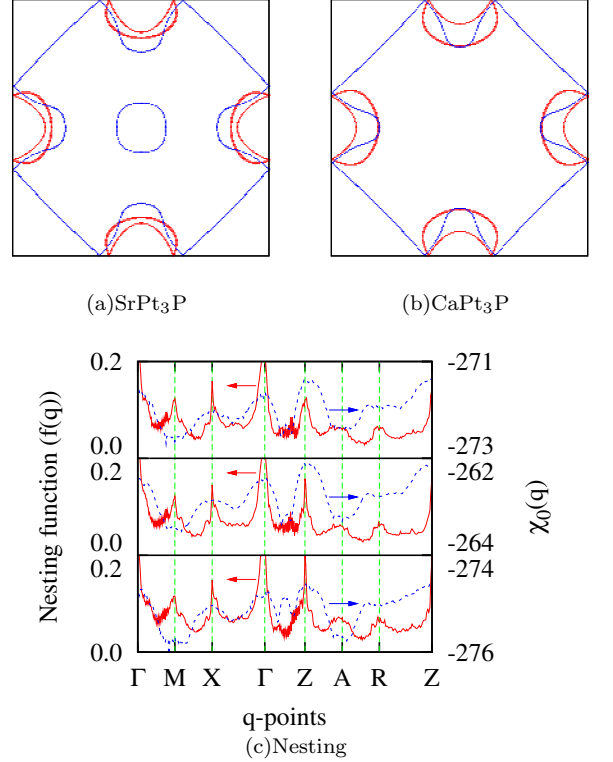 (a)SrPt₃P
(b)CaPt₃P
Nesting function (f(q))
0.2
0.0
0.2
0.0
0.2
0.0
-271
-273
-262
-264
-274
-276
χ₀(q)
Γ M X Γ Z A R Z
q-points
(c)Nesting